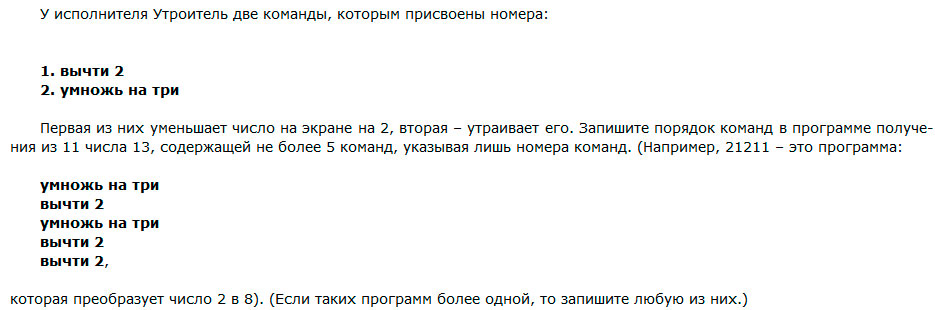 У исполнителя Утроитель две команды, которым присвоены номера:
1. вычти 2
2. умножь на три
Первая из них уменьшает число на экране на 2, вторая – утраивает его. Запишите порядок команд в программе получе-
ния из 11 числа 13, содержащей не более 5 команд, указывая лишь номера команд. (Например, 21211 – это программа:
умножь на три
вычти 2
умножь на три
вычти 2
вычти 2,
которая преобразует число 2 в 8). (Если таких программ более одной, то запишите любую из них.)